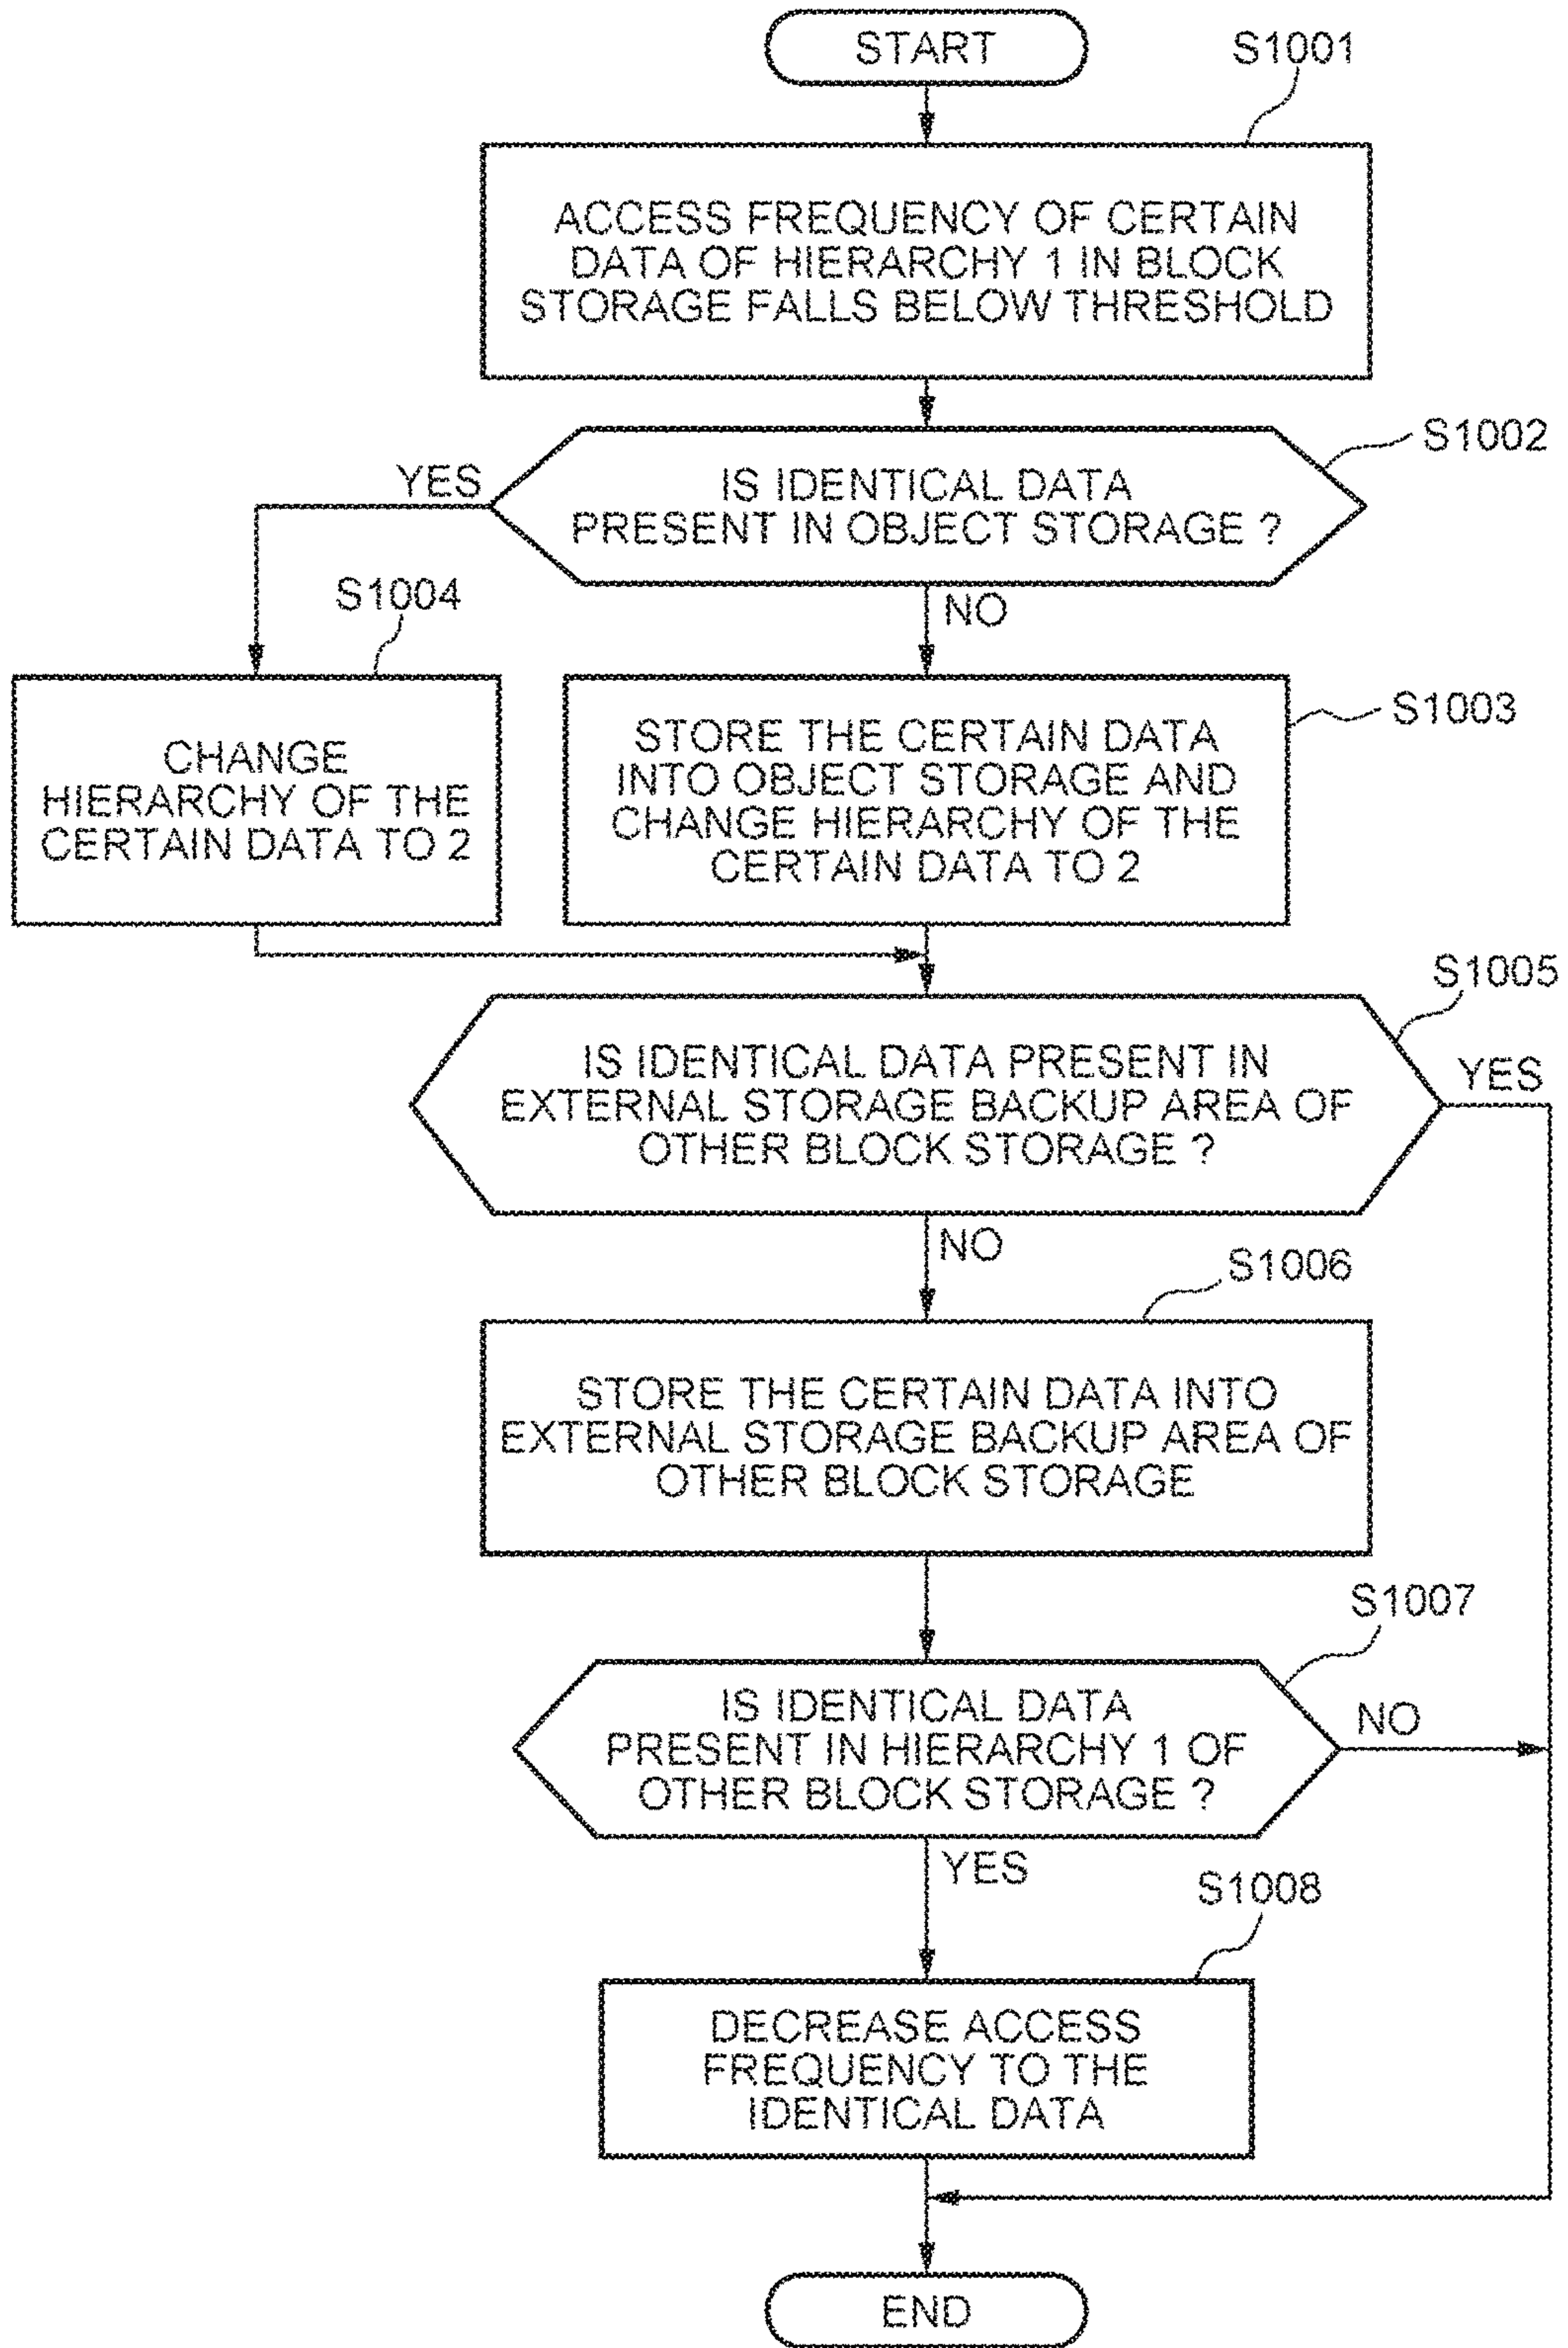 START
S1001
ACCESS FREQUENCY OF CERTAIN
DATA OF HIERARCHY 1 IN BLOCK
STORAGE FALLS BELOW THRESHOLD
S1002
YES
IS IDENTICAL DATA
PRESENT IN OBJECT STORAGE ?
NO
S1004
CHANGE
HIERARCHY OF THE
CERTAIN DATA TO 2
S1003
STORE THE CERTAIN DATA
INTO OBJECT STORAGE AND
CHANGE HIERARCHY OF THE
CERTAIN DATA TO 2
S1005
IS IDENTICAL DATA PRESENT IN
EXTERNAL STORAGE BACKUP AREA OF
OTHER BLOCK STORAGE ?
YES
NO
S1006
STORE THE CERTAIN DATA INTO
EXTERNAL STORAGE BACKUP AREA OF
OTHER BLOCK STORAGE
S1007
IS IDENTICAL DATA
PRESENT IN HIERARCHY 1 OF
OTHER BLOCK STORAGE ?
NO
YES
S1008
DECREASE ACCESS
FREQUENCY TO THE
IDENTICAL DATA
END